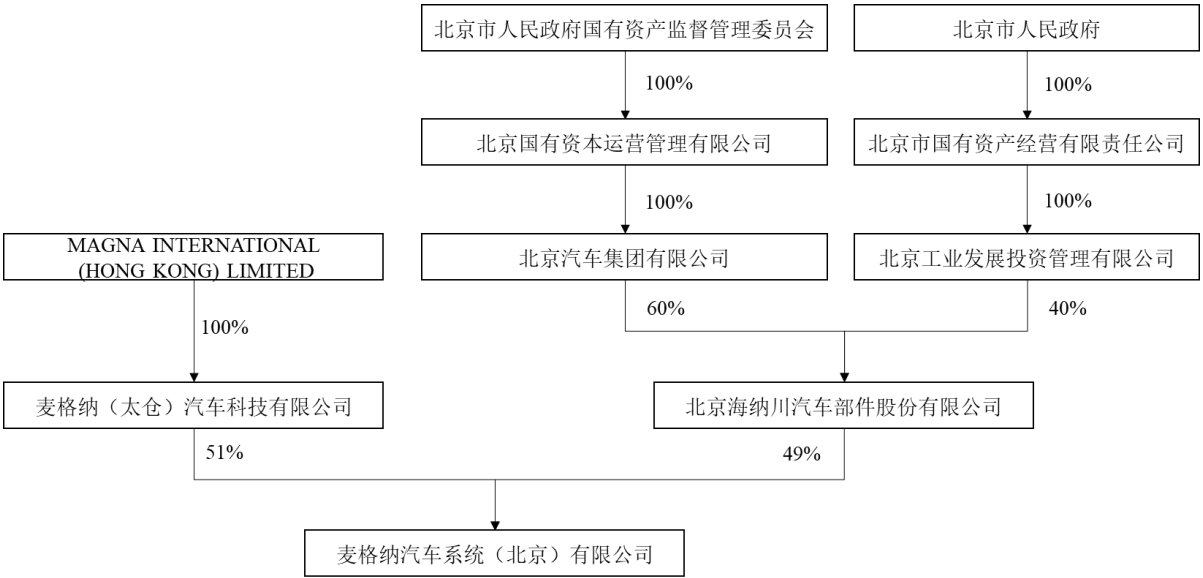 北京市人民政府国有资产监督管理委员会
北京市人民政府
100%
100%
北京国有资本运营管理有限公司
北京市国有资产经营有限责任公司
100%
100%
MAGNA INTERNATIONAL
(HONG KONG) LIMITED
北京汽车集团有限公司
北京工业发展投资管理有限公司
60%
40%
100%
麦格纳（太仓）汽车科技有限公司
北京海纳川汽车部件股份有限公司
51%
49%
麦格纳汽车系统（北京）有限公司